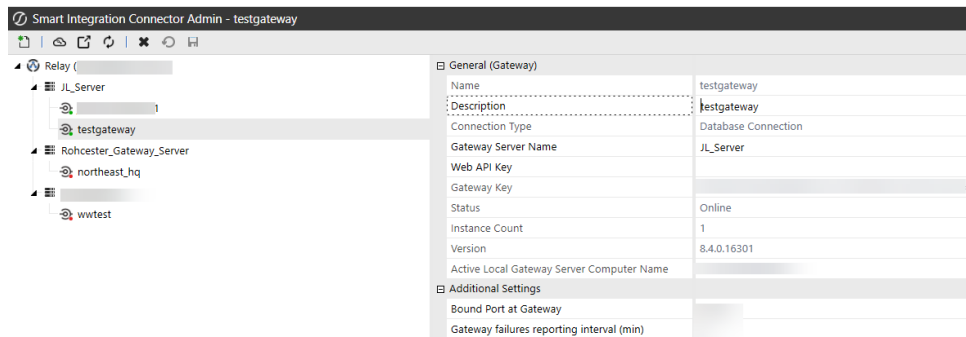 Smart Integration Connector Admin - testgateway
Relay (
JL_Server
1
testgateway
Rohcester_Gateway_Server
northeast_hq
wwtest
General (Gateway)
Name testgateway
Description testgateway
Connection Type Database Connection
Gateway Server Name JL_Server
Web API Key
Gateway Key
Status Online
Instance Count 1
Version 8.4.0.16301
Active Local Gateway Server Computer Name
Additional Settings
Bound Port at Gateway
Gateway failures reporting interval (min)